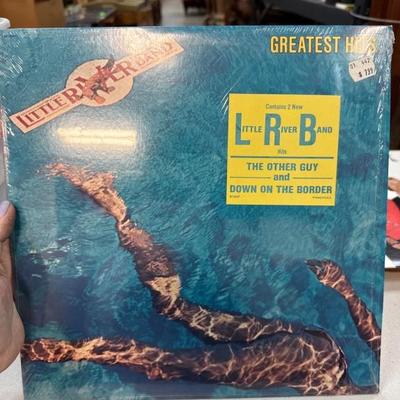 GREATEST HITS
LITTLE RIVER BAND
Contains 2 New
LITTLE RIVER BAND
Hits
THE OTHER GUY
and
DOWN ON THE BORDER